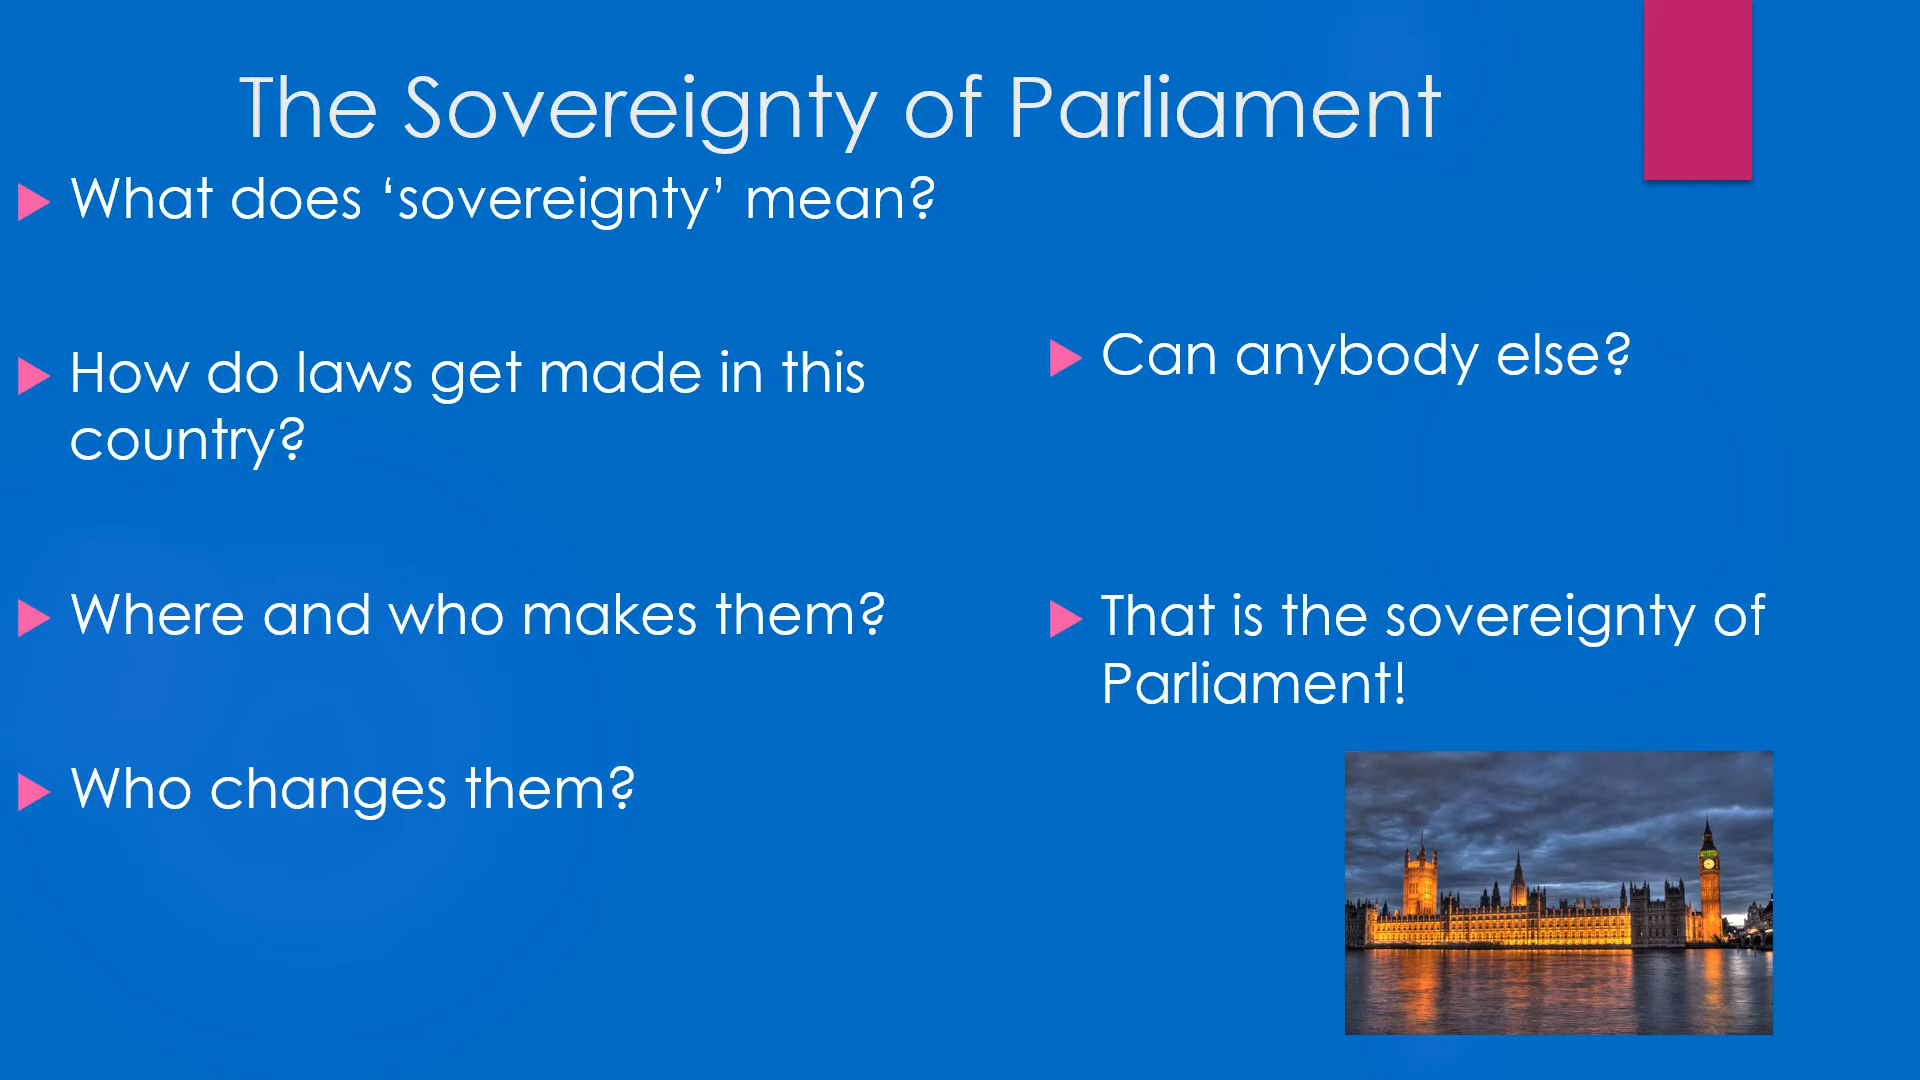 The Sovereignty of Parliament
What does ‘sovereignty’ mean?
How do laws get made in this
country?
Where and who makes them?
Who changes them?
Can anybody else?
That is the sovereignty of
Parliament!